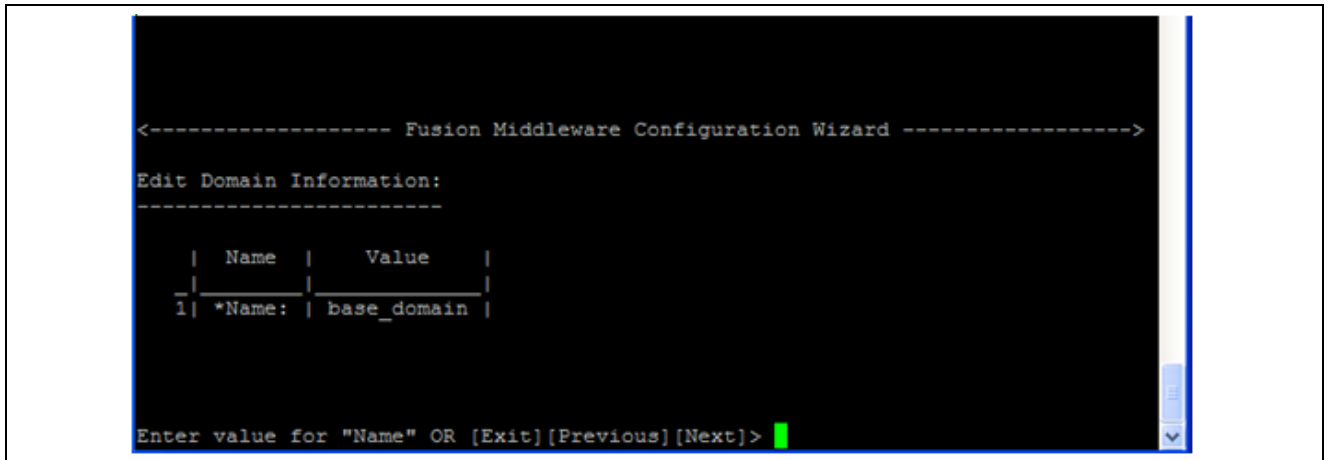 <------------------- Fusion Middleware Configuration Wizard ------------------>
Edit Domain Information:
------------------------
| Name | Value |
_|________|_____________|
1| *Name: | base_domain |
Enter value for "Name" OR [Exit][Previous][Next]>